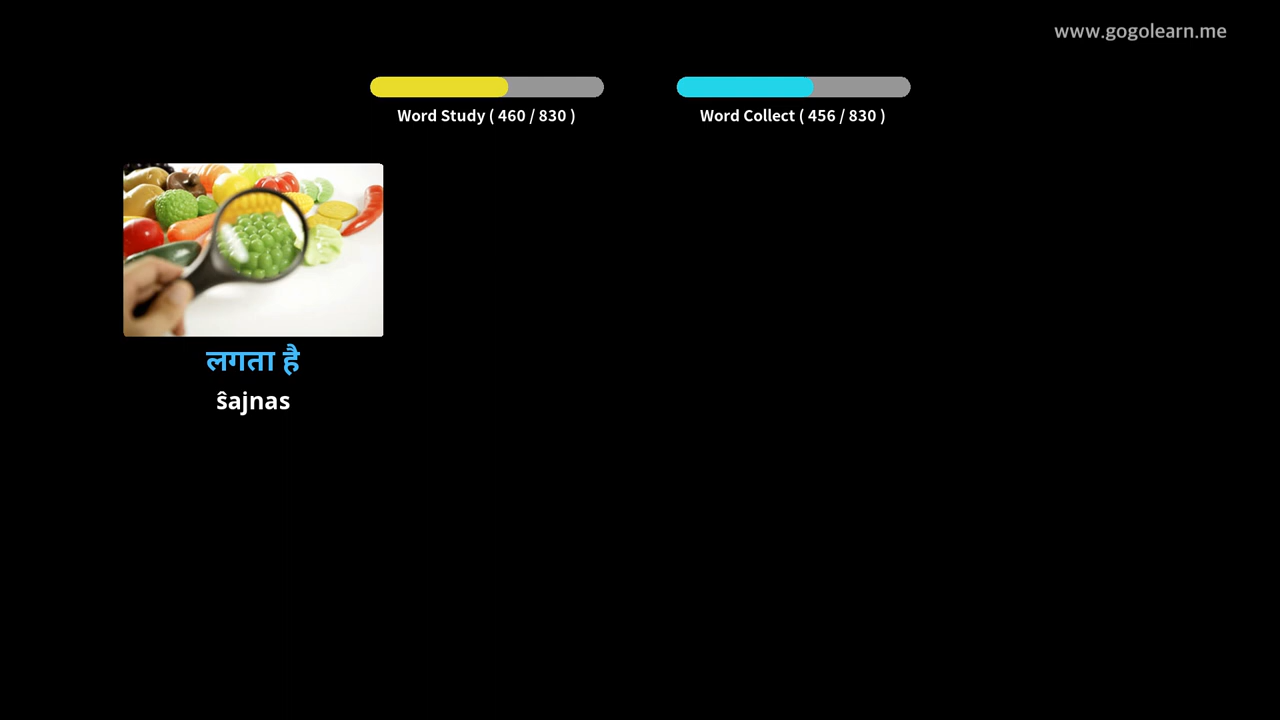 www.gogolearn.me
Word Study ( 460 / 830 )
Word Collect ( 456 / 830 )
लगता है
ŝajnas